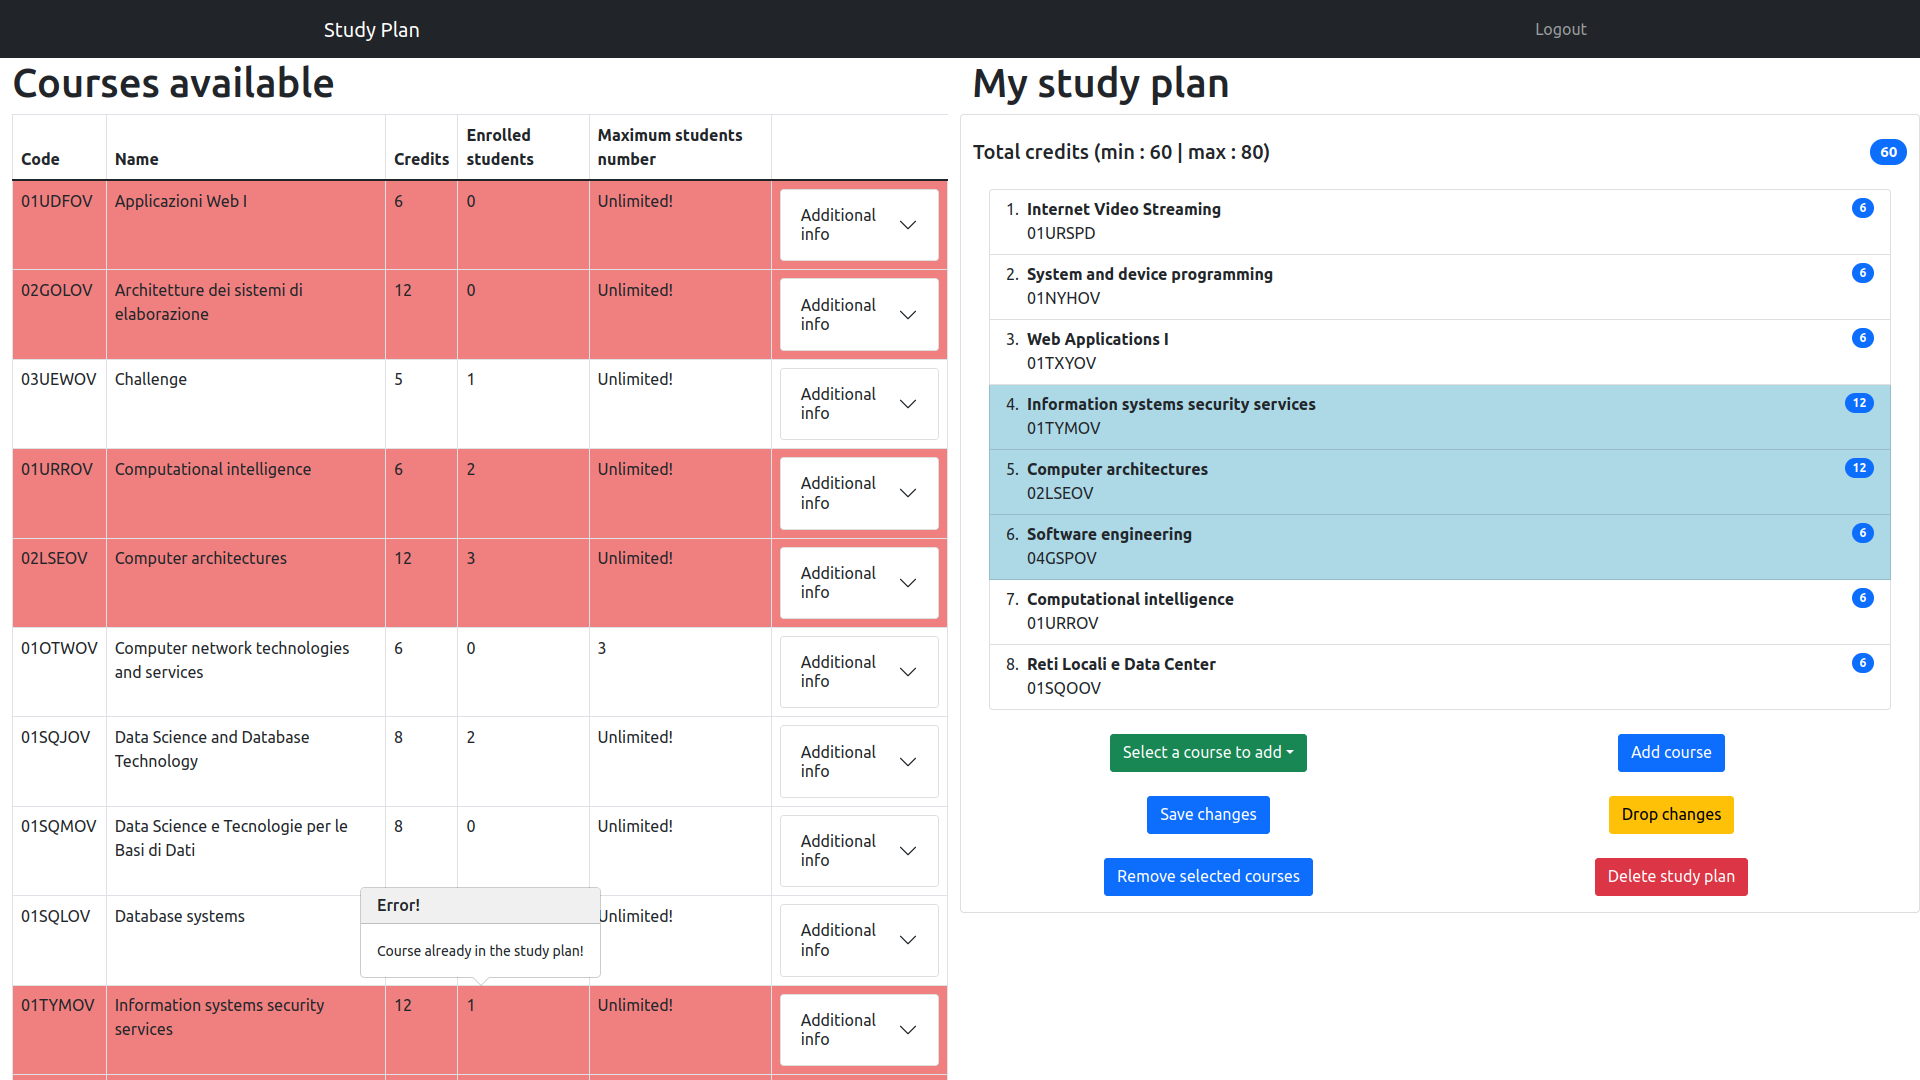 Study Plan
Logout
Courses available
Code
Name
Credits
Enrolled
students
Maximum students
number
01UDFOV
Applicazioni Web I
6
0
Unlimited!
Additional
info
02GOLOV
Architetture dei sistemi di
elaborazione
12
0
Unlimited!
Additional
info
03UEWOV
Challenge
5
1
Unlimited!
Additional
info
01URROV
Computational intelligence
6
2
Unlimited!
Additional
info
02LSEOV
Computer architectures
12
3
Unlimited!
Additional
info
01OTWOV
Computer network technologies
and services
6
0
3
Additional
info
01SQJOV
Data Science and Database
Technology
8
2
Unlimited!
Additional
info
01SQMOV
Data Science e Tecnologie per le
Basi di Dati
8
0
Unlimited!
Additional
info
01SQLOV
Database systems
Unlimited!
Additional
info
Error!
Course already in the study plan!
01TYMOV
Information systems security
services
12
1
Unlimited!
Additional
info
My study plan
Total credits (min : 60 | max : 80)
60
1. Internet Video Streaming
6
01URSPD
2. System and device programming
6
01NYHOV
3. Web Applications I
6
01TXYOV
4. Information systems security services
12
01TYMOV
5. Computer architectures
12
02LSEOV
6. Software engineering
6
04GSPOV
7. Computational intelligence
6
01URROV
8. Reti Locali e Data Center
6
01SQOOV
Select a course to add
Add course
Save changes
Drop changes
Remove selected courses
Delete study plan